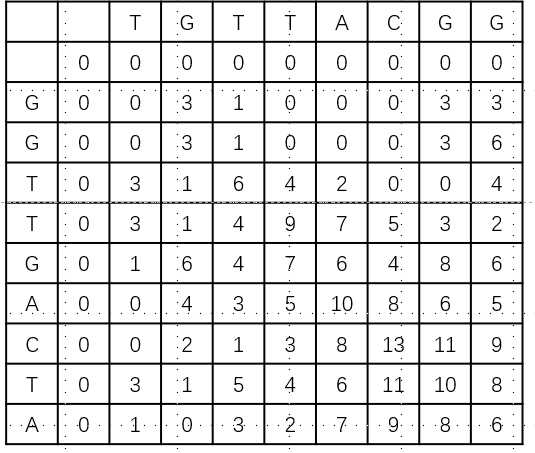 T G T T A C G G
0 0 0 0 0 0 0 0 0
G 0 0 3 1 0 0 0 3 3
G 0 0 3 1 0 0 0 3 6
T 0 3 1 6 4 2 0 0 4
T 0 3 1 4 9 7 5 3 2
G 0 1 6 4 7 6 4 8 6
A 0 0 4 3 5 10 8 6 5
C 0 0 2 1 3 8 13 11 9
T 0 3 1 5 4 6 11 10 8
A 0 1 0 3 2 7 9 8 6